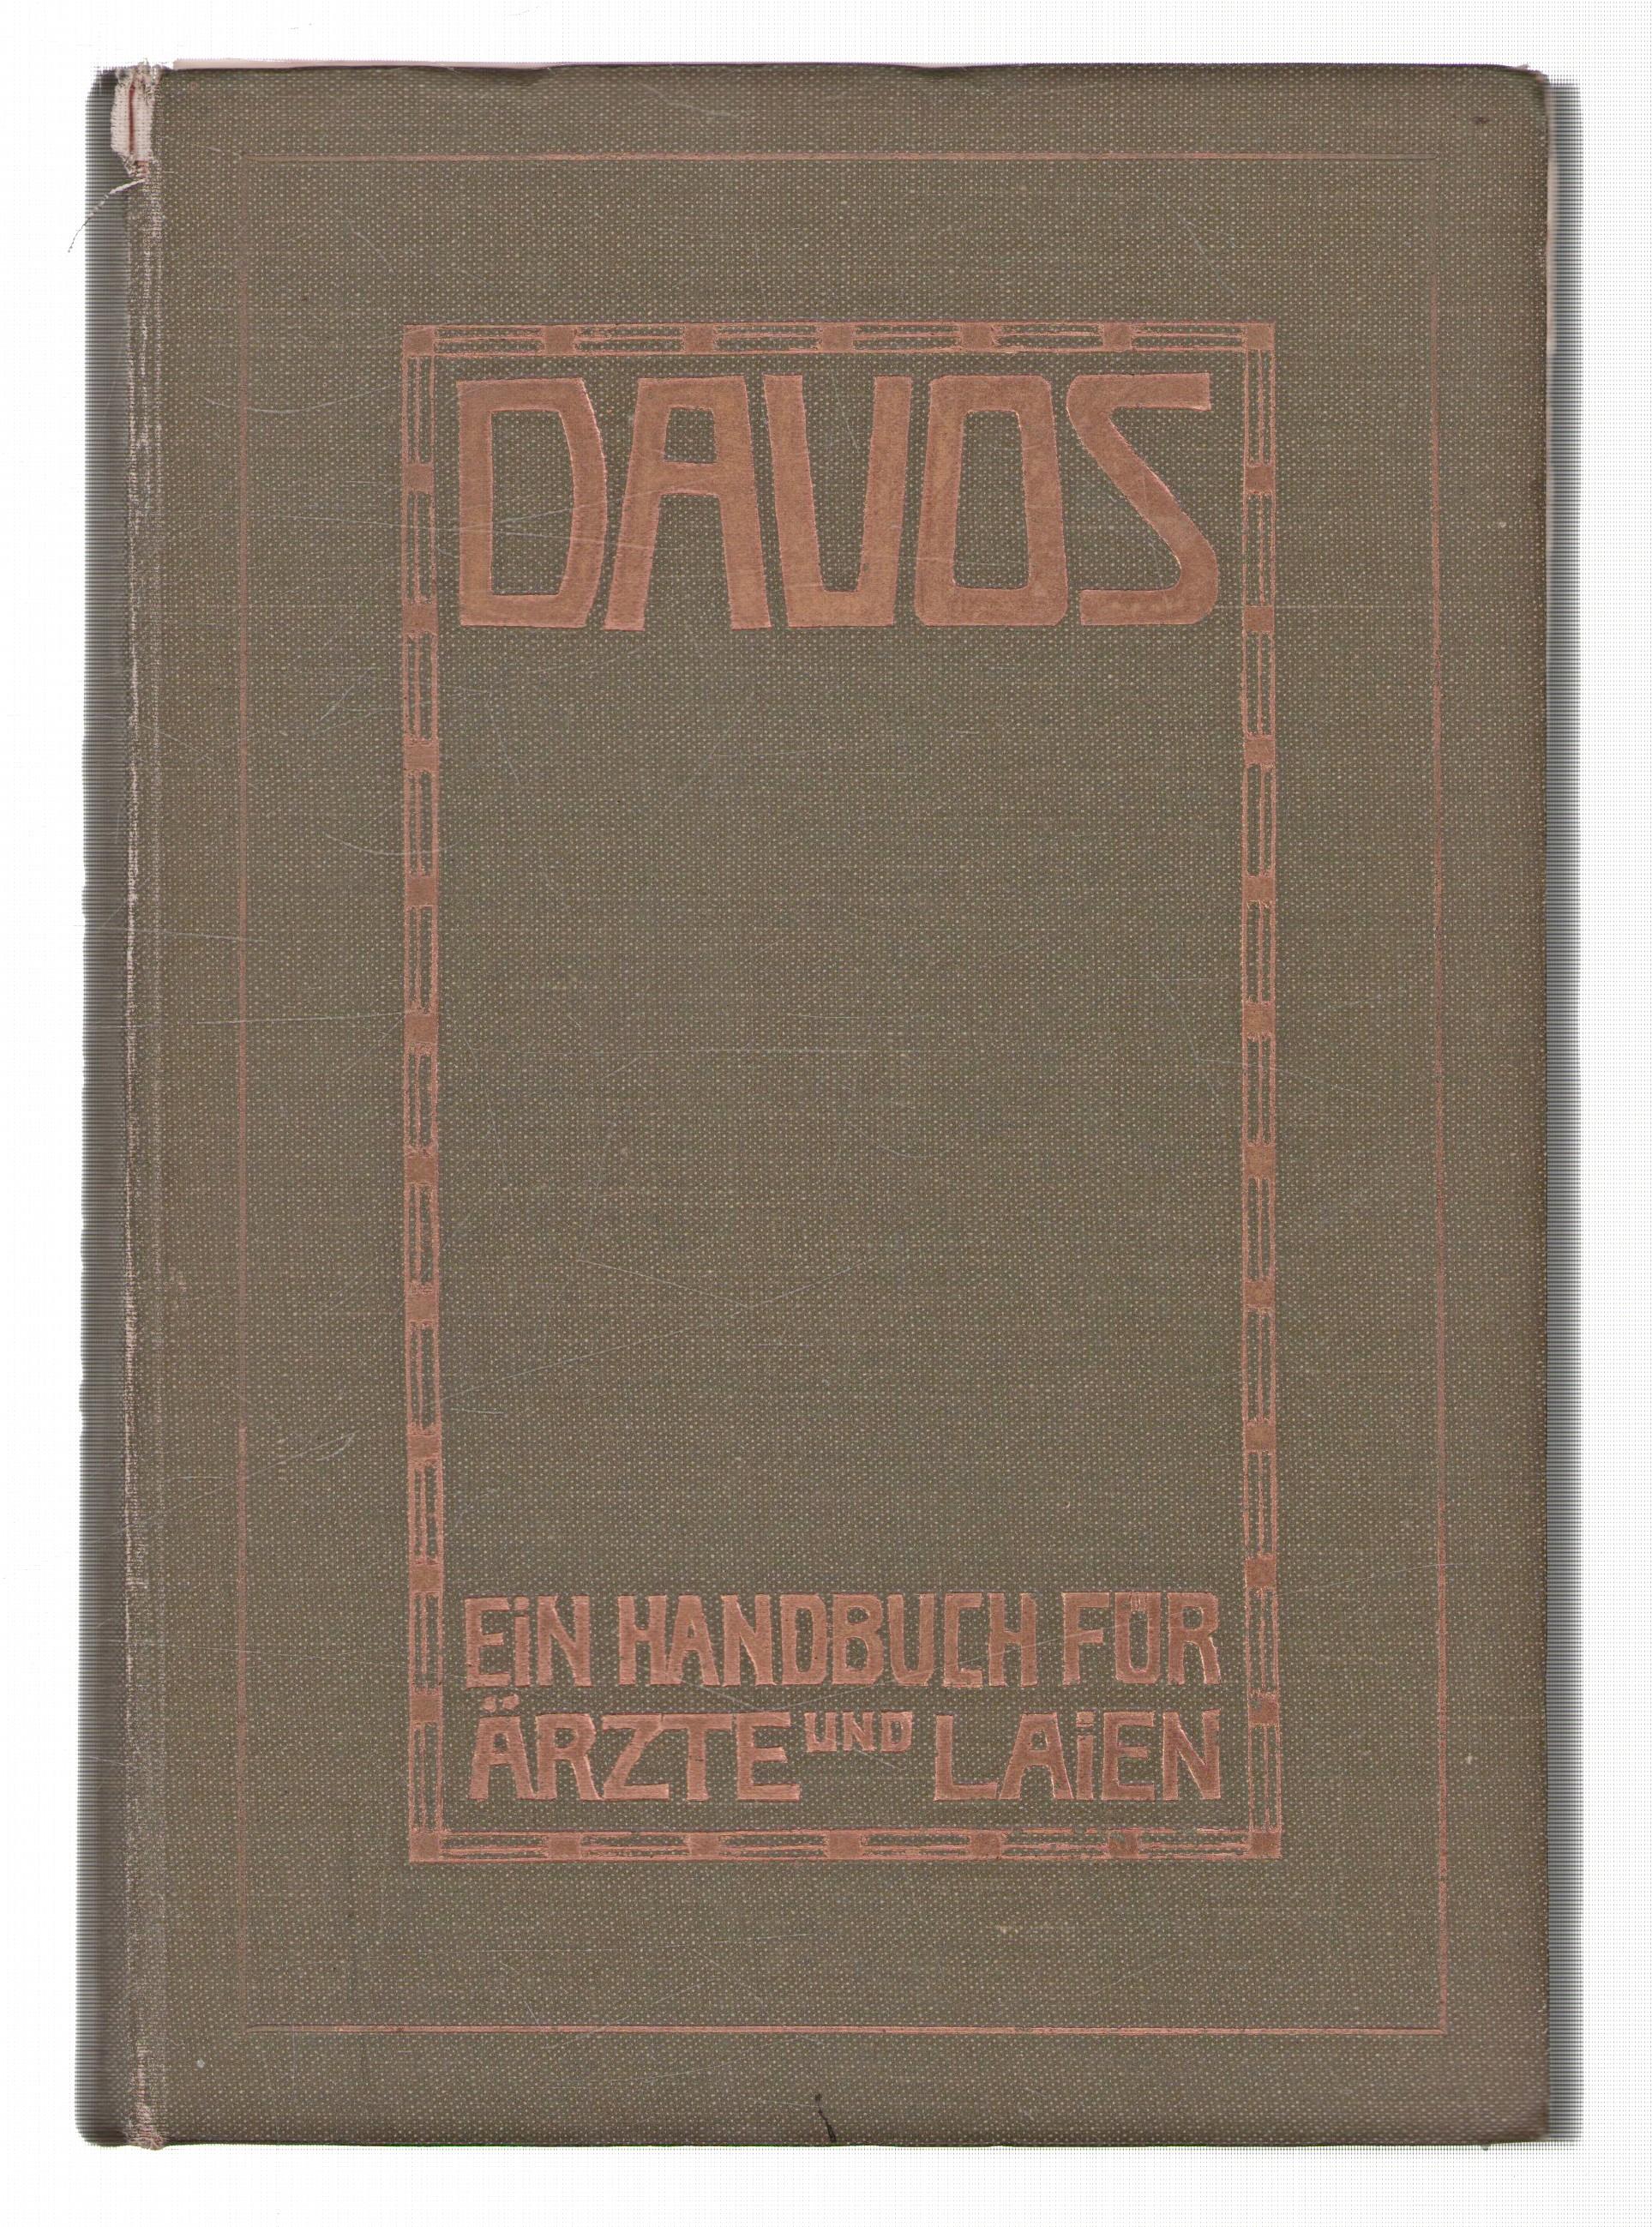 DAVOS
EiN HANDBUCH FÜR
ÄRZTE UND LAiEN